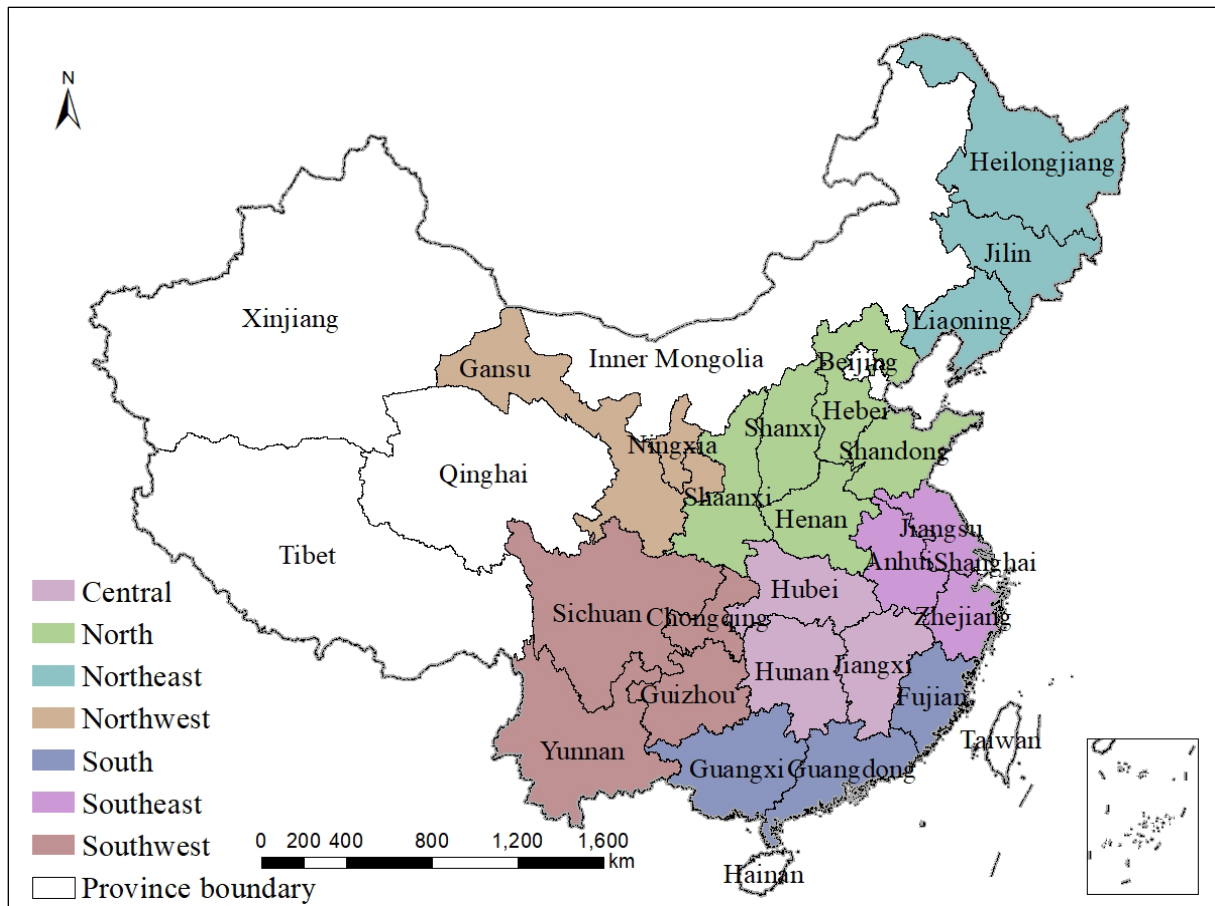 N
Heilongjiang
Jilin
Xinjiang
Liaoning
Inner Mongolia
Beijing
Gansu
Heber
Shanxi
Ningxia
Shandong
Qinghai
Shaanxi
Henan
Jiangsu
Tibet
Anhui
Shanghai
Hubei
Sichuan
Chongqing
Zhejiang
Hunan
Jiangxi
Guizhou
Fujian
Taiwan
Yunnan
Guangxi
Guangdong
Hainan
Central
North
Northeast
Northwest
South
Southeast
Southwest
Province boundary
0 200 400 800 1,200 1,600
km